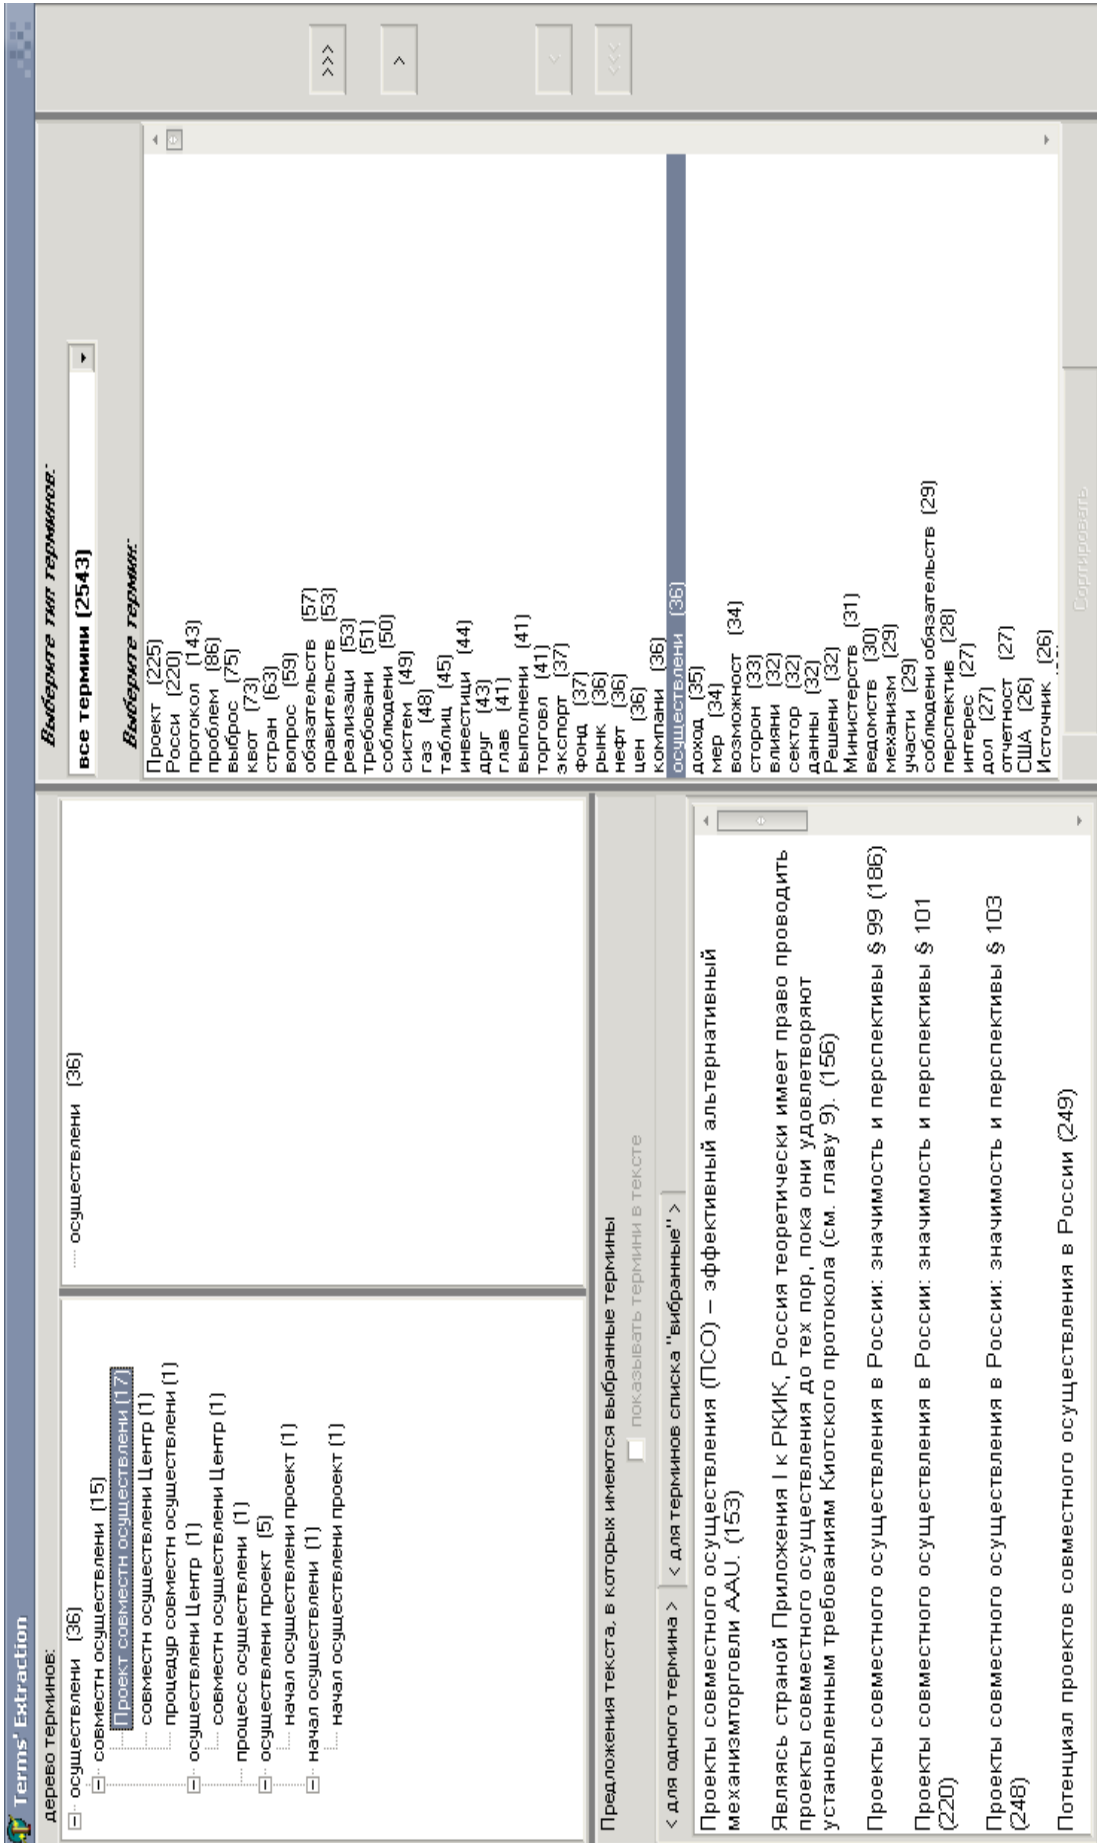 Terms' Extraction
дерево терминов:
осуществлени (36)
совместн осуществлени (15)
Проект совместн осуществлени (17)
совместн осуществлени Центр (1)
процедур совместн осуществлени (1)
осуществлени Центр (1)
совместн осуществлени Центр (1)
процесс осуществлени (1)
осуществлени проект (5)
начал осуществлени проект (1)
начал осуществлени (1)
начал осуществлени проект (1)
осуществлени (36)
Предложения текста, в которых имеются выбранные термины
показывать термини в тексте
< для одного термина >
< для терминов списка "вибранные" >
Проекты совместного осуществления (ПСО) – эффективный альтернативный
механизмторговли AAU. (153)
Являясь страной Приложения I к РКИК, Россия теоретически имеет право проводить
проекты совместного осуществления до тех пор, пока они удовлетворяют
установленным требованиям Киотского протокола (см. главу 9). (156)
Проекты совместного осуществления в России: значимость и перспективы § 99 (186)
Проекты совместного осуществления в России: значимость и перспективы § 101
(220)
Проекты совместного осуществления в России: значимость и перспективы § 103
(248)
Потенциал проектов совместного осуществления в России (249)
Выберите тип терминов:
все термини (2543)
Выберите термин:
Проект (225)
Росси (220)
протокол (143)
проблем (86)
выброс (75)
квот (73)
стран (63)
вопрос (59)
обязательств (57)
правительств (53)
реализаци (53)
требовани (51)
соблюдени (50)
систем (49)
газ (48)
таблиц (45)
инвестици (44)
друг (43)
глав (41)
выполнени (41)
торговл (41)
экспорт (37)
фонд (37)
рынк (36)
нефт (36)
цен (36)
компани (36)
осуществлени (36)
доход (35)
мер (34)
возможност (34)
сторон (33)
влияни (32)
сектор (32)
данны (32)
Решени (32)
Министерств (31)
ведомств (30)
механизм (29)
участи (29)
соблюдени обязательств (29)
перспектив (28)
интерес (27)
дол (27)
отчетност (27)
США (26)
Источник (26)
Сортировать
>>>
>
<
<<<